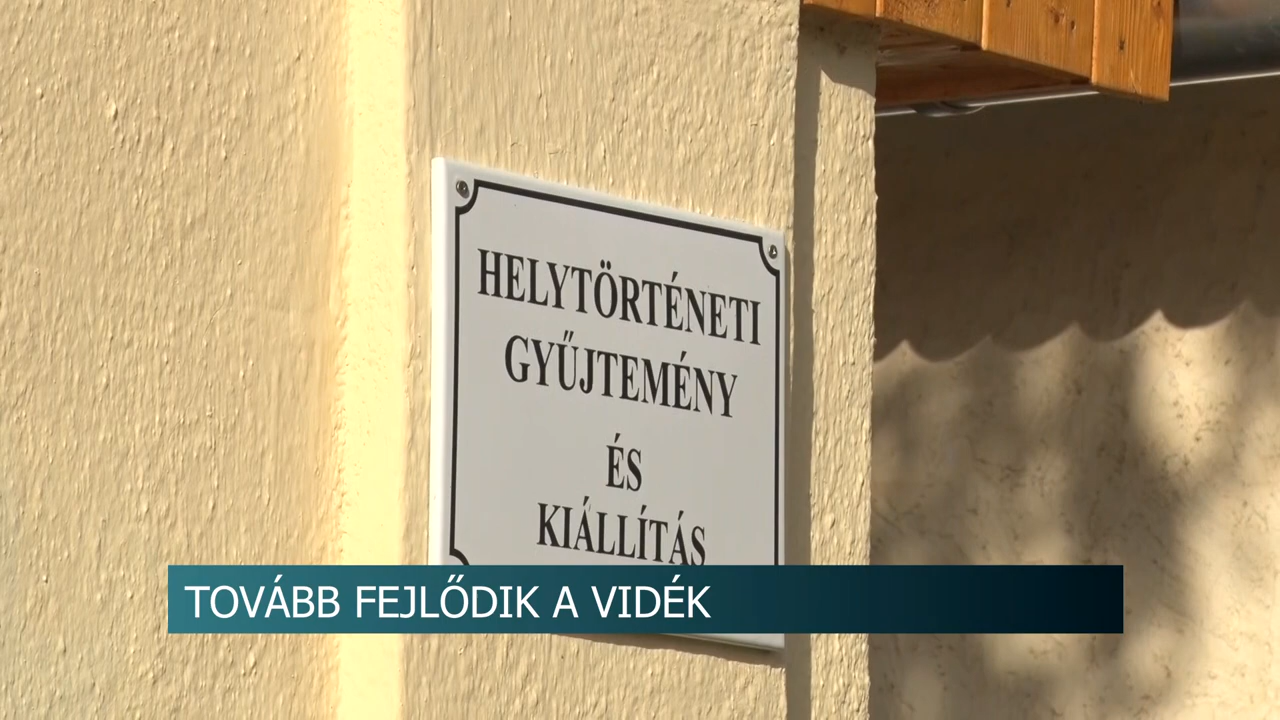 HELYTÖRTÉNETI
GYŰJTEMÉNY
ÉS
KIÁLLÍTÁS
TOVÁBB FEJLŐDIK A VIDÉK